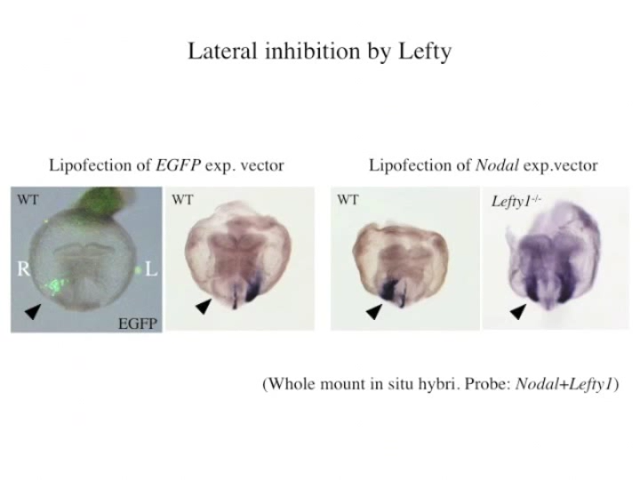 Lateral inhibition by Lefty
Lipofection of EGFP exp. vector
Lipofection of Nodal exp.vector
WT
WT
WT
Lefty1-/-
R
L
EGFP
(Whole mount in situ hybri. Probe: Nodal+Lefty1)